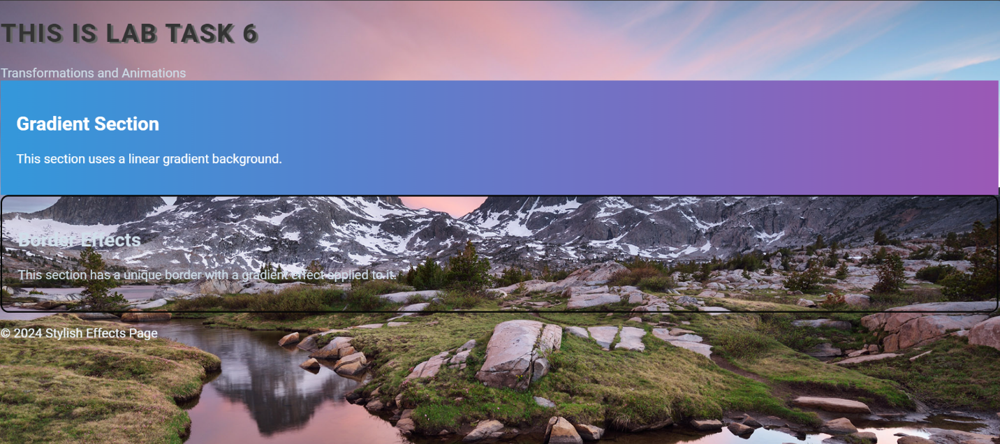 THIS IS LAB TASK 6
Transformations and Animations
Gradient Section
This section uses a linear gradient background.
Border Effects
This section has a unique border with a gradient effect applied to it.
© 2024 Stylish Effects Page